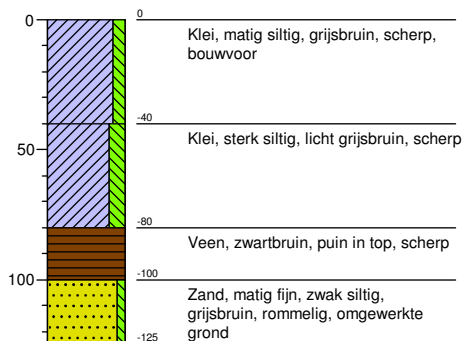 0
0
Klei, matig siltig, grijsbruin, scherp,
bouwvoor
-40
50
Klei, sterk siltig, licht grijsbruin, scherp
-80
Veen, zwartbruin, puin in top, scherp
100
-100
Zand, matig fijn, zwak siltig,
grijsbruin, rommelig, omgewerkte
grond
-125